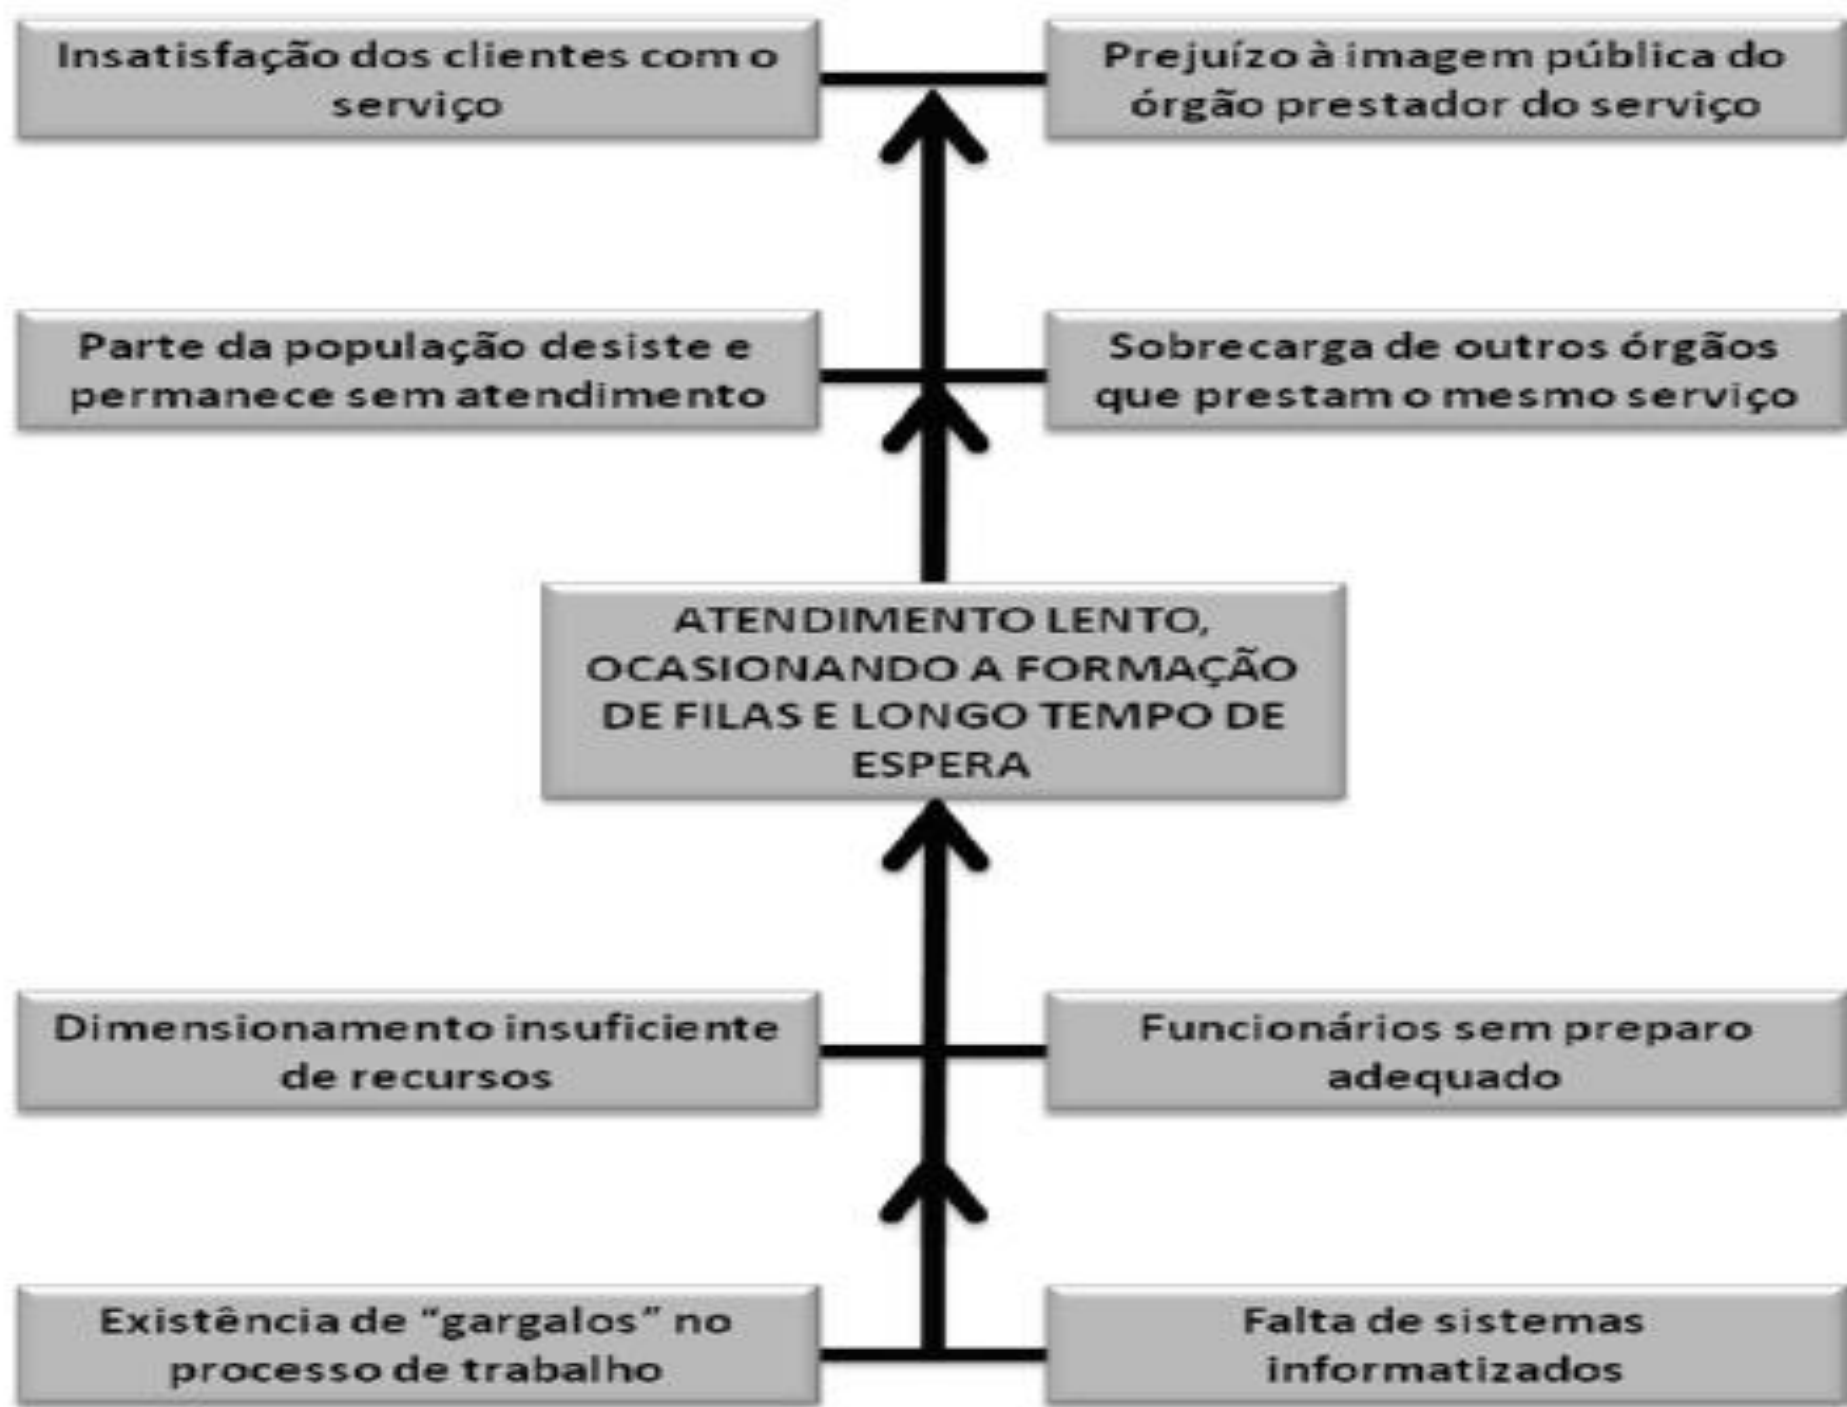 Insatisfação dos clientes com o
serviço
Prejuízo à imagem pública do
órgão prestador do serviço
Parte da população desiste e
permanece sem atendimento
Sobrecarga de outros órgãos
que prestam o mesmo serviço
ATENDIMENTO LENTO,
OCASIONANDO A FORMAÇÃO
DE FILAS E LONGO TEMPO DE
ESPERA
Dimensionamento insuficiente
de recursos
Funcionários sem preparo
adequado
Existência de “gargalos” no
processo de trabalho
Falta de sistemas
informatizados